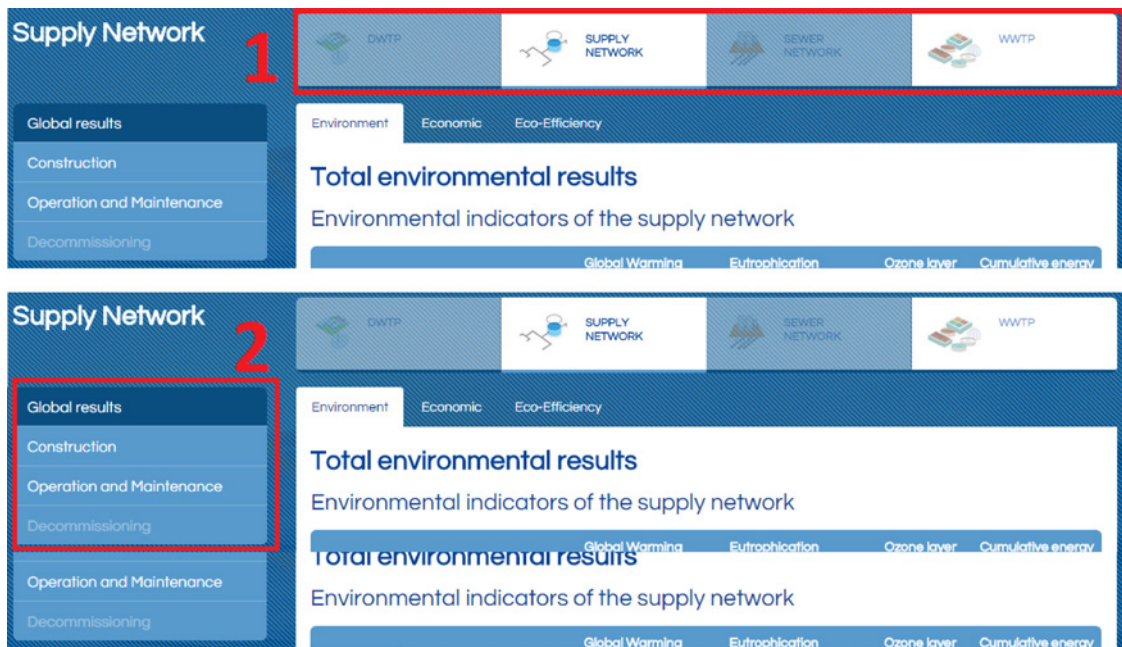 Supply Network
1
DWTP
SUPPLY
NETWORK
SEWER
NETWORK
WWTP
Global results
Construction
Operation and Maintenance
Decommissioning
Environment Economic Eco-Efficiency
Total environmental results
Environmental indicators of the supply network
Global Warming Eutrophication Ozone layer Cumulative energy
Supply Network
2
DWTP
SUPPLY
NETWORK
SEWER
NETWORK
WWTP
Global results
Construction
Operation and Maintenance
Decommissioning
Environment Economic Eco-Efficiency
Total environmental results
Environmental indicators of the supply network
Global Warming Eutrophication Ozone layer Cumulative energy
Total environmental results
Operation and Maintenance
Decommissioning
Environmental indicators of the supply network
Global Warming Eutrophication Ozone layer Cumulative energy